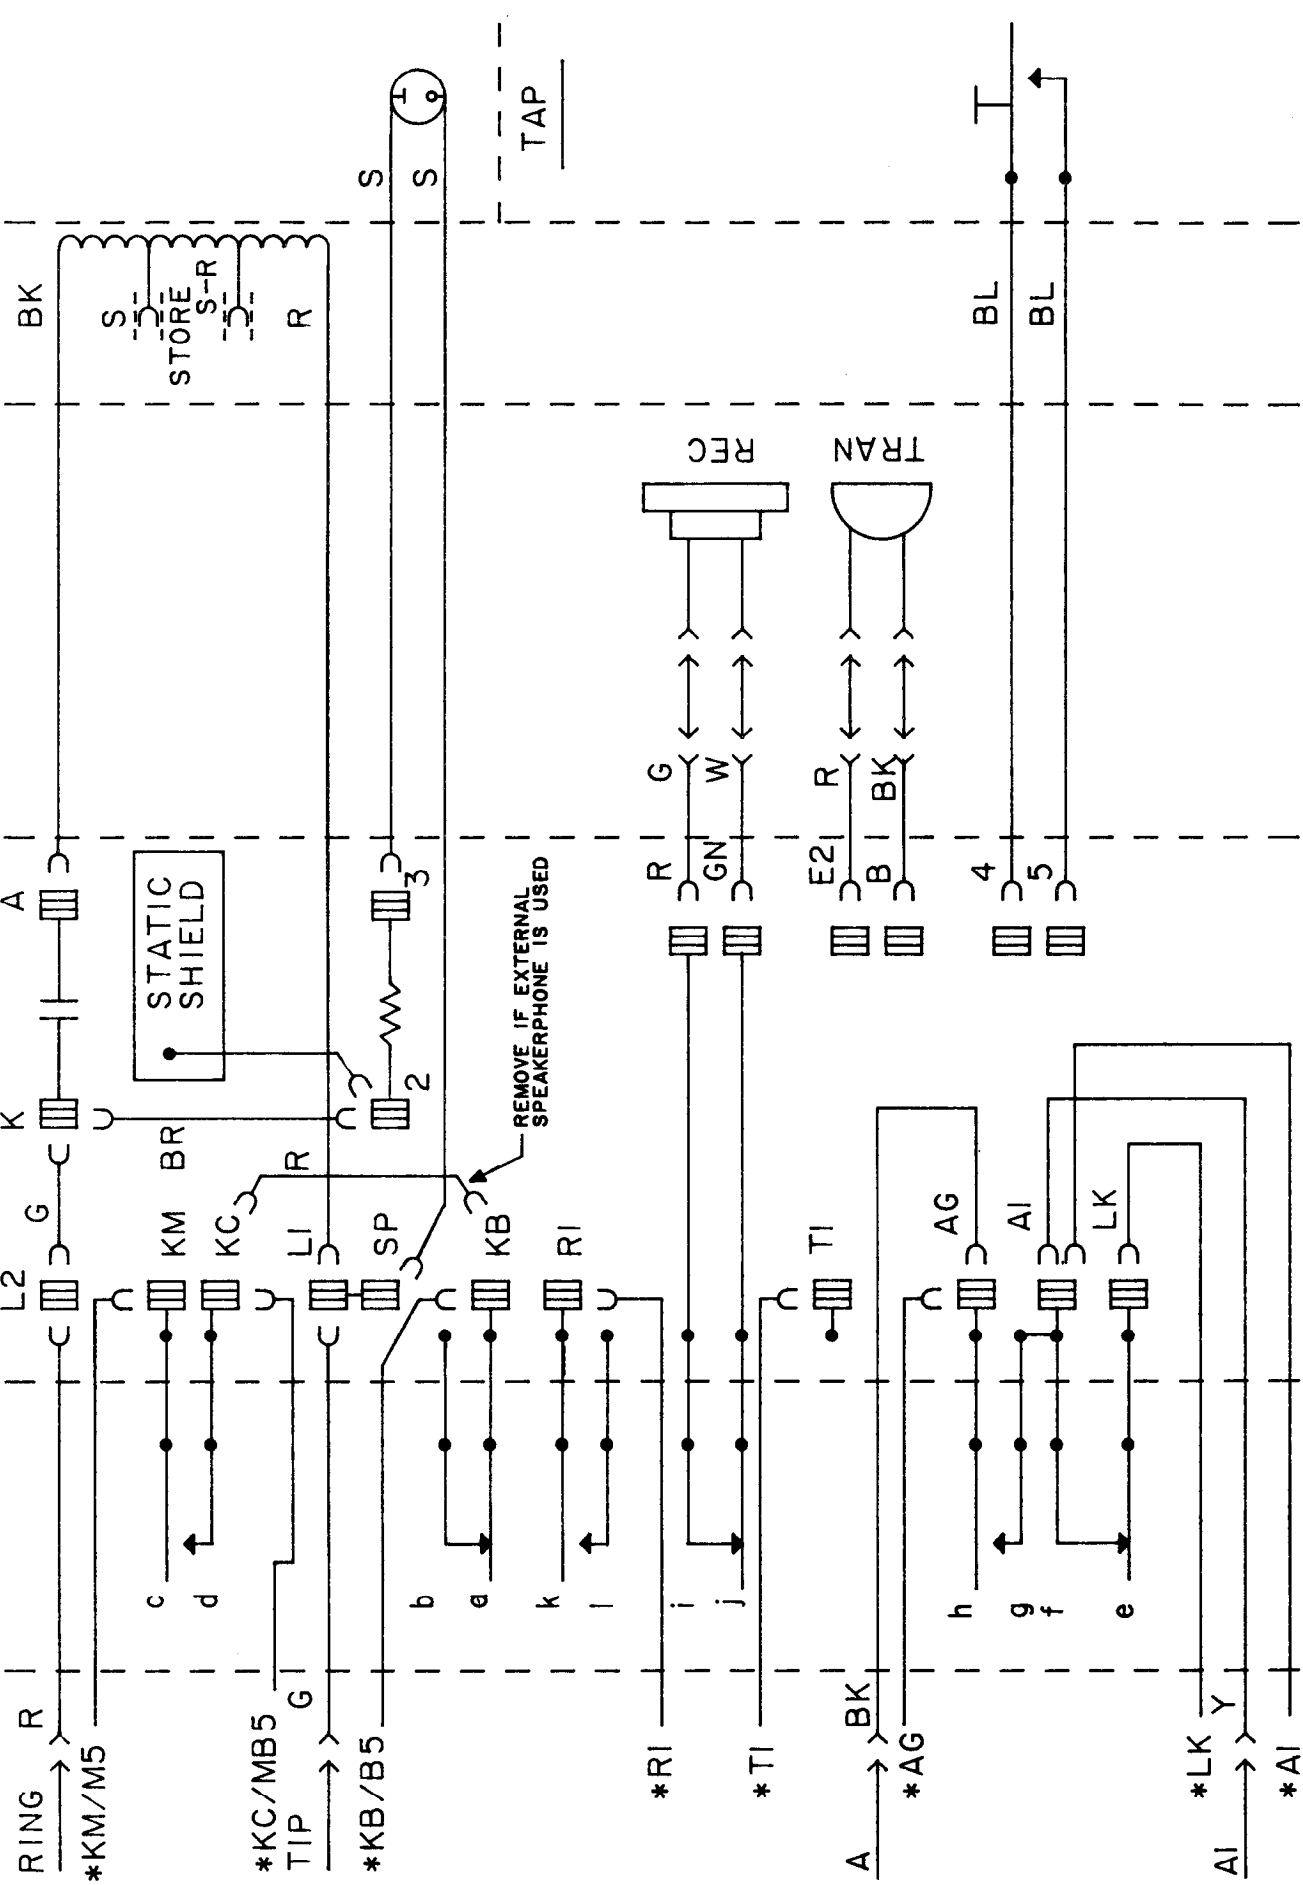 RING
R
*KM/M5
*KC/MB5
TIP
G
*KB/B5
*RI
*TI
A
BK
*AG
*LK
AI
Y
*AI
c
d
b
a
k
l
i
j
h
g
f
e
L2
G
K
A
BK
KM
BR
KC
R
LI
SP
KB
RI
TI
AG
AI
LK
STATIC
SHIELD
2
3
REMOVE IF EXTERNAL
SPEAKERPHONE IS USED
R
GN
E2
B
4
5
G
W
R
BK
REC
TRAN
S
STORE
S-R
R
BL
BL
S
S
TAP